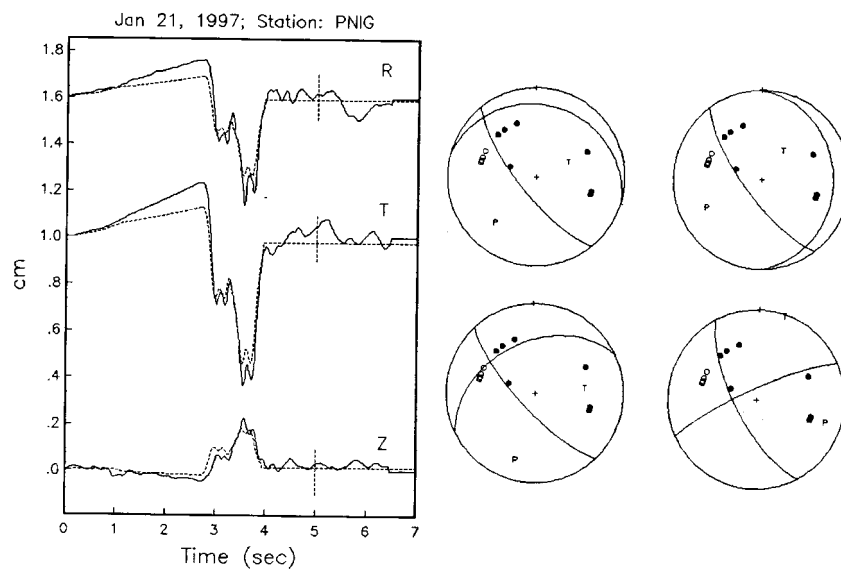 Jan 21, 1997; Station: PNIG
1.8
1.6
1.4
1.2
1.0
.8
.6
.4
.2
.0
cm
R
T
Z
0 1 2 3 4 5 6 7
Time (sec)
T
P
T
P
T
P
T
P